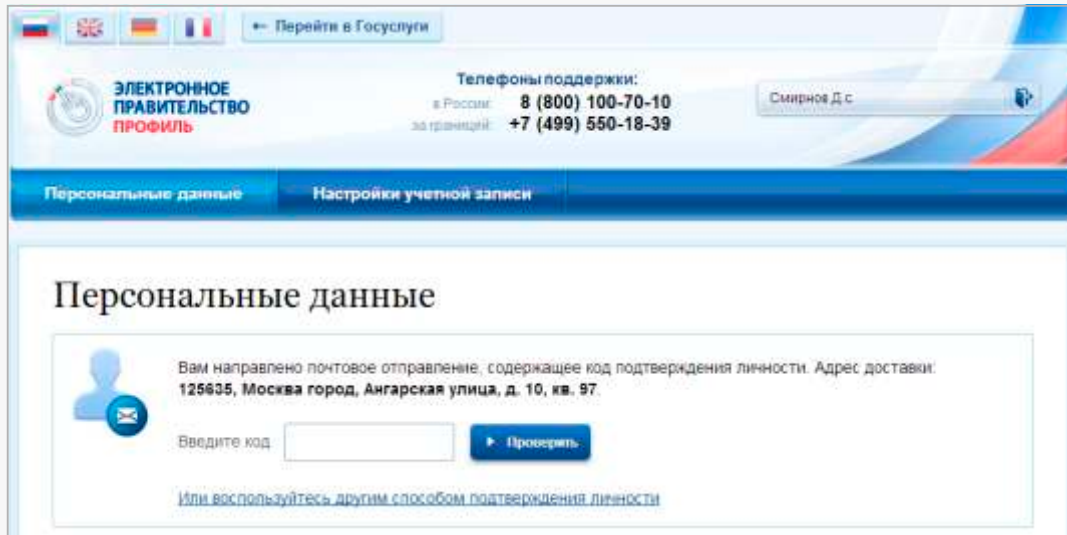 ← Перейти в Госуслуги
ЭЛЕКТРОННОЕ
ПРАВИТЕЛЬСТВО
ПРОФИЛЬ
Телефоны поддержки:
в России: 8 (800) 100-70-10
за границей: +7 (499) 550-18-39
Смирнов Д.с
Персональные данные Настройки учетной записи
Персональные данные
Вам направлено почтовое отправление, содержащее код подтверждения личности. Адрес доставки:
125635, Москва город, Ангарская улица, д. 10, кв. 97.
Введите код Проверить
Или воспользуйтесь другим способом подтверждения личности